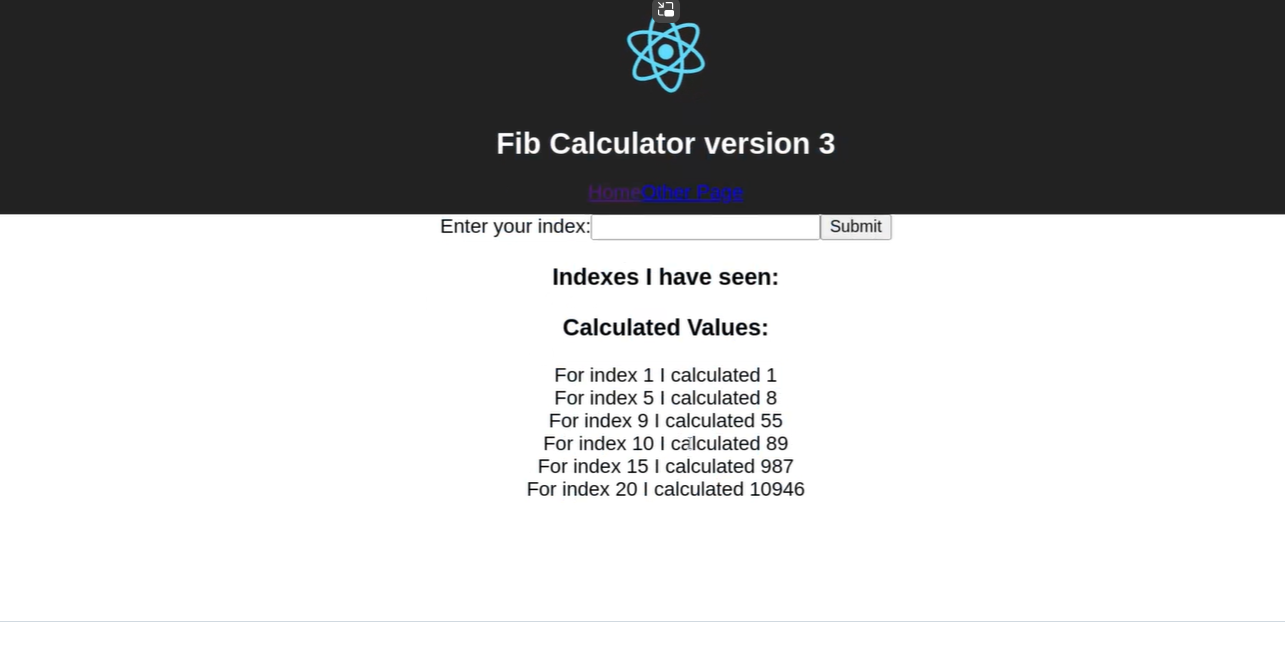 Fib Calculator version 3
HomeOther Page
Enter your index: Submit
Indexes I have seen:
Calculated Values:
For index 1 I calculated 1
For index 5 I calculated 8
For index 9 I calculated 55
For index 10 I calculated 89
For index 15 I calculated 987
For index 20 I calculated 10946